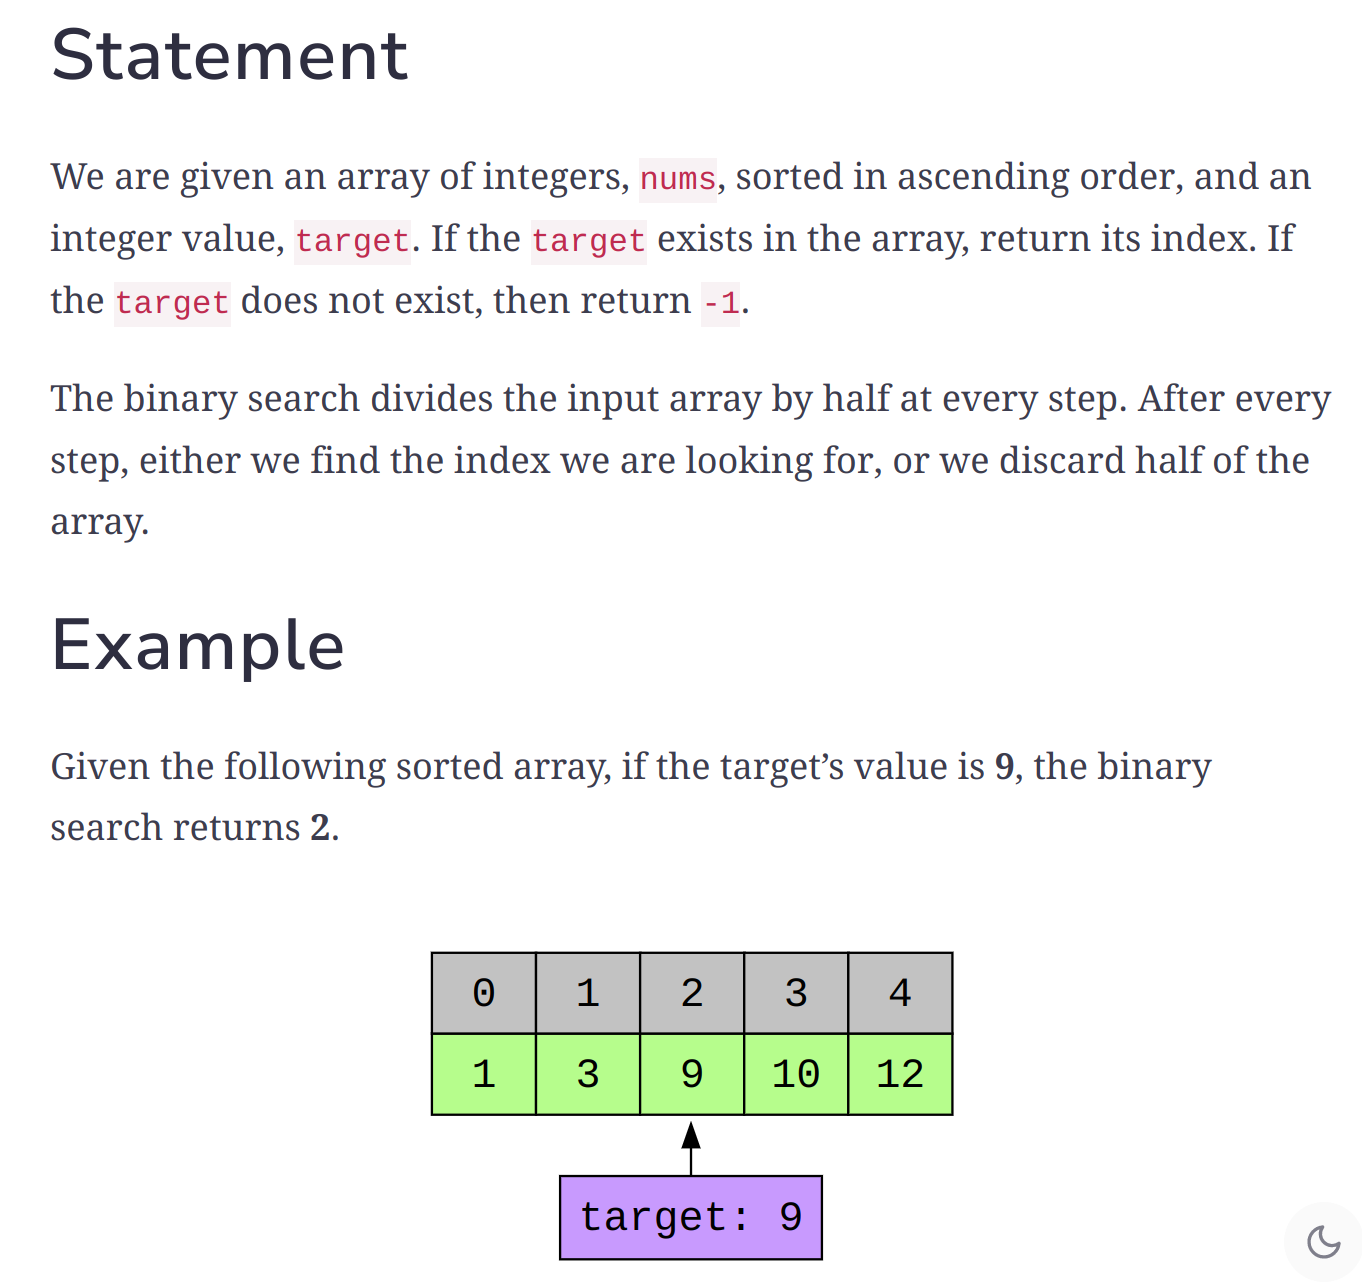 Statement
We are given an array of integers, nums, sorted in ascending order, and an
integer value, target. If the target exists in the array, return its index. If
the target does not exist, then return -1.
The binary search divides the input array by half at every step. After every
step, either we find the index we are looking for, or we discard half of the
array.
Example
Given the following sorted array, if the target’s value is 9, the binary
search returns 2.
0 1 2 3 4
1 3 9 10 12
target: 9